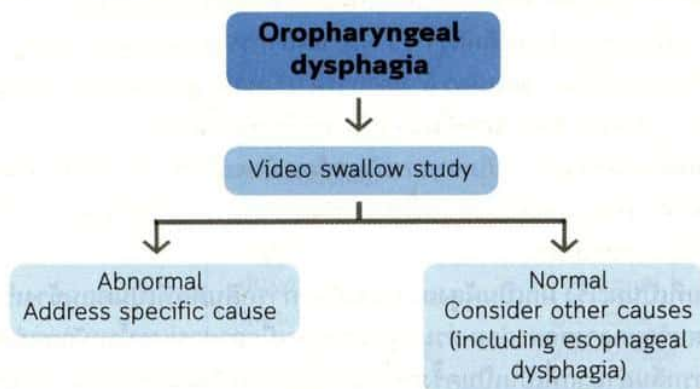 Oropharyngeal
dysphagia
Video swallow study
Abnormal
Address specific cause
Normal
Consider other causes
(including esophageal
dysphagia)